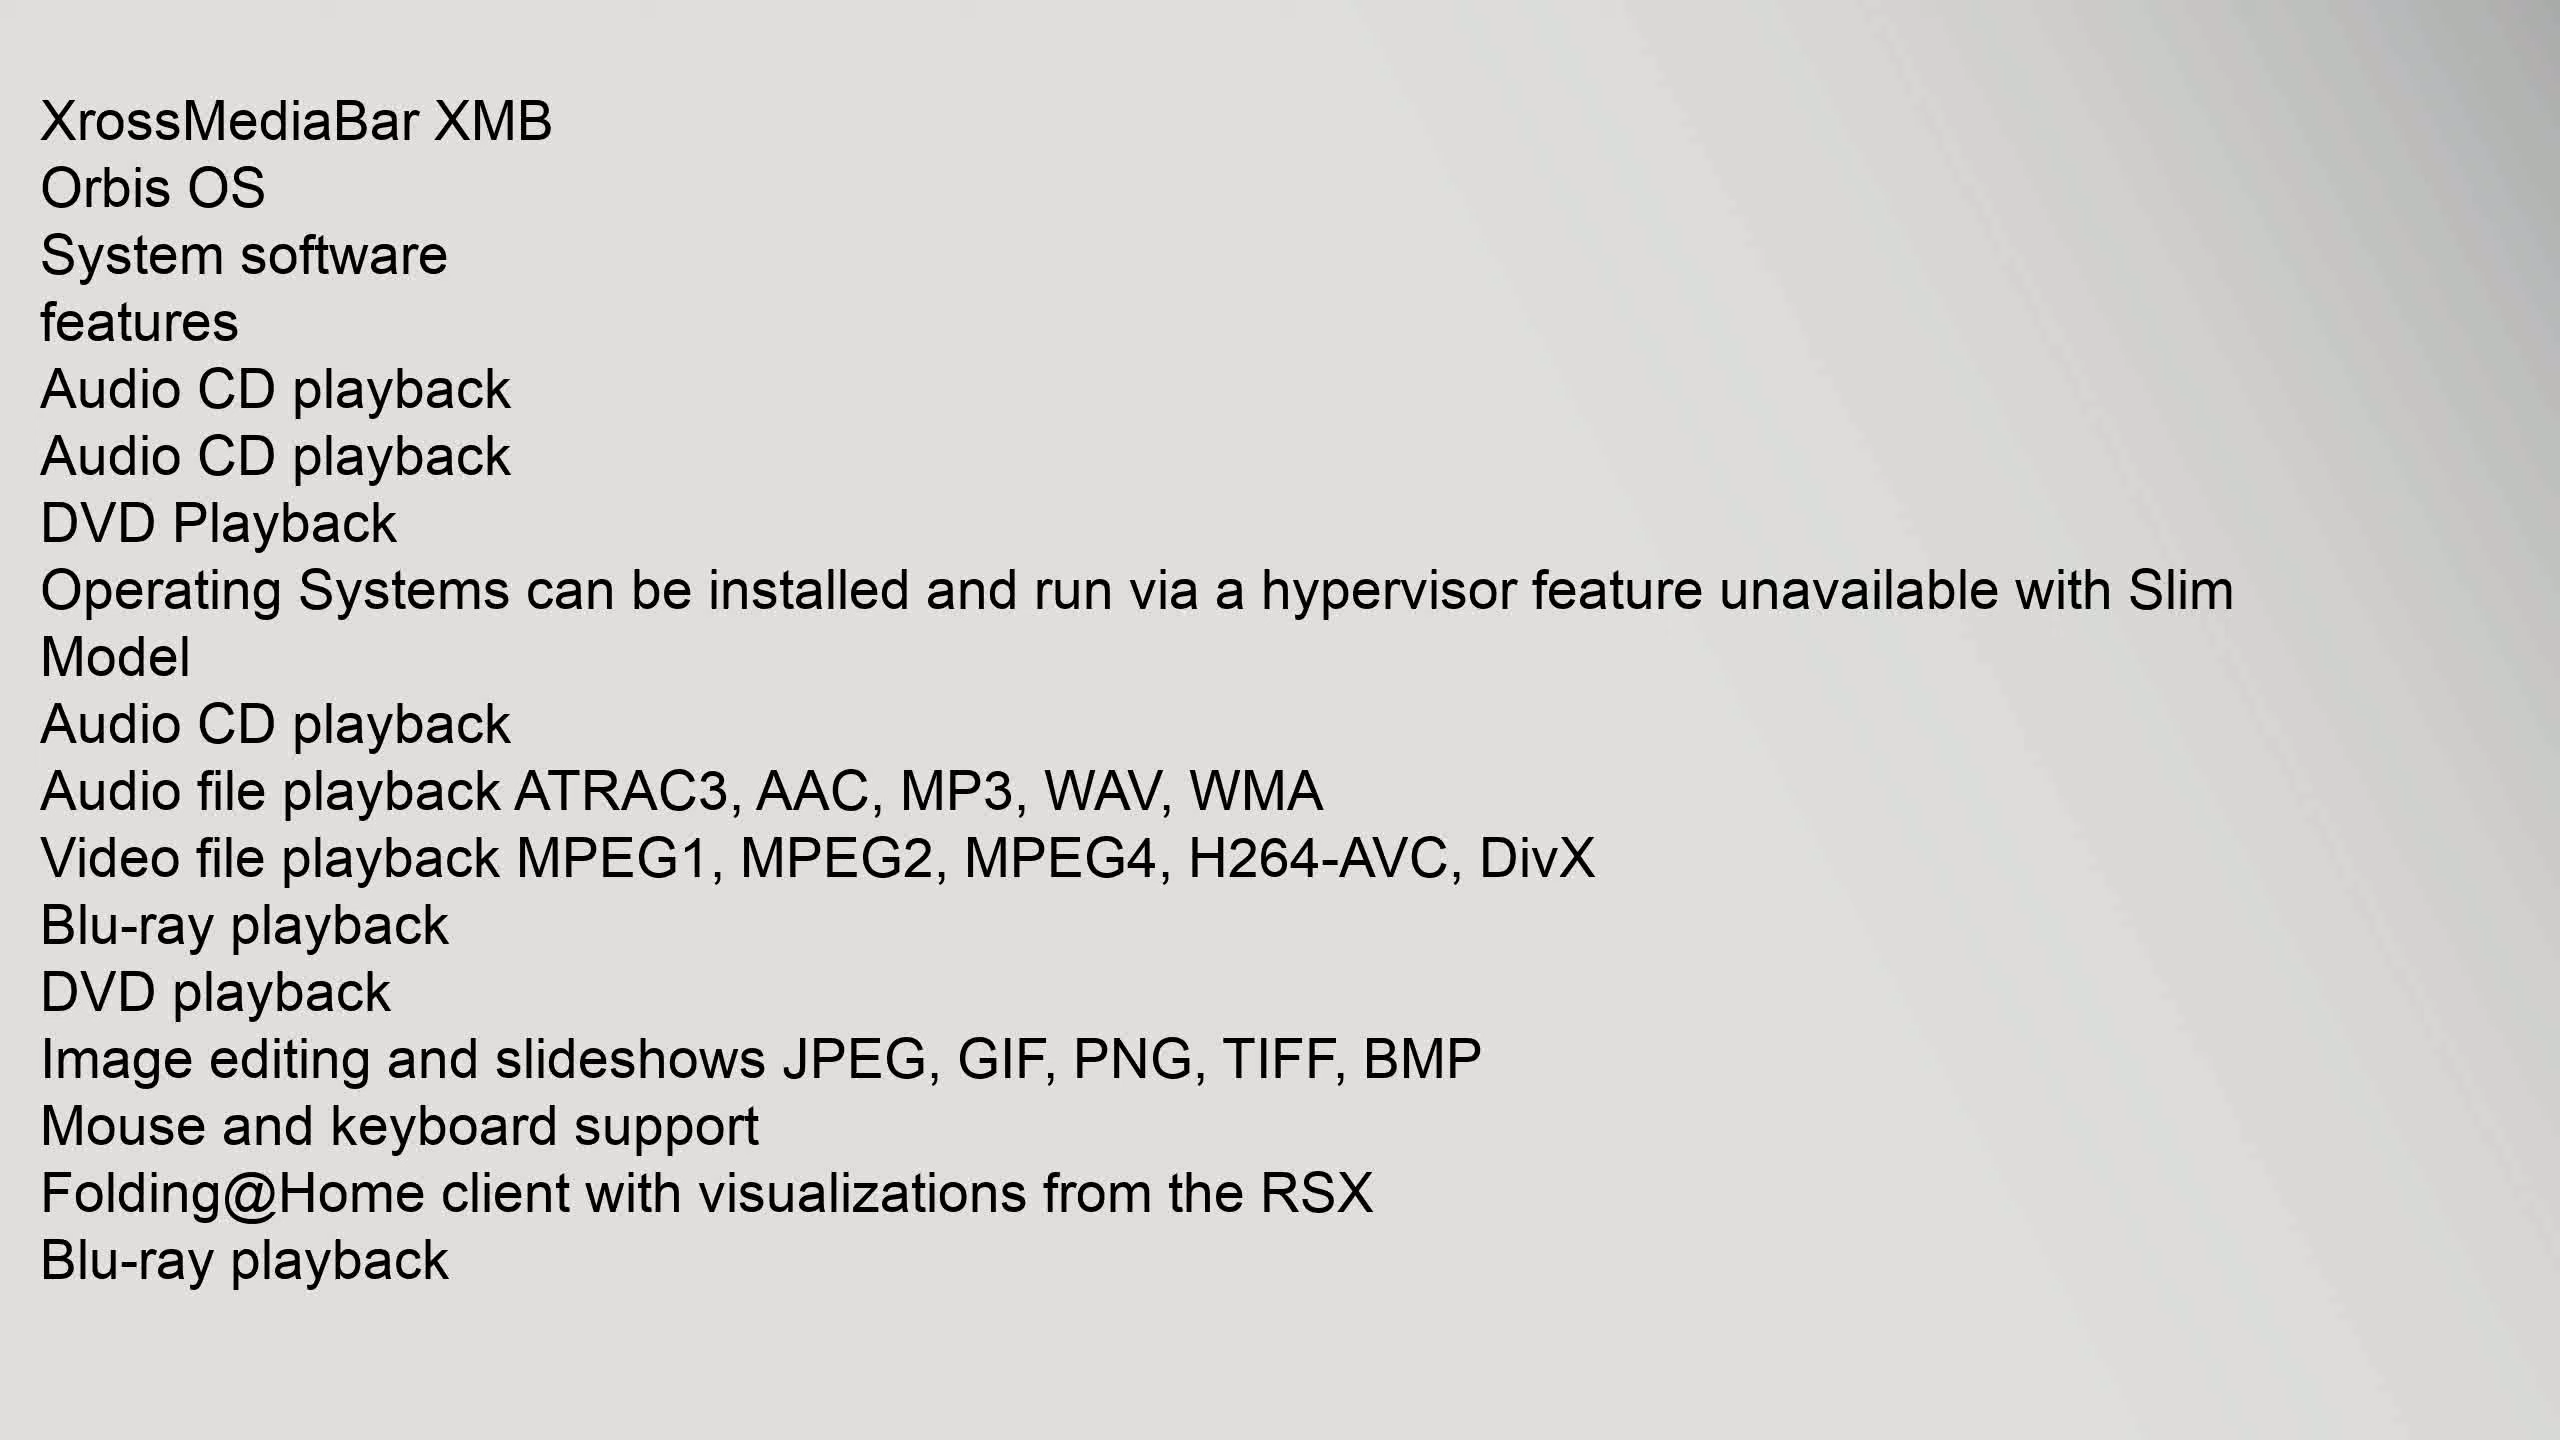 XrossMediaBar XMB
Orbis OS
System software
features
Audio CD playback
Audio CD playback
DVD Playback
Operating Systems can be installed and run via a hypervisor feature unavailable with Slim
Model
Audio CD playback
Audio file playback ATRAC3, AAC, MP3, WAV, WMA
Video file playback MPEG1, MPEG2, MPEG4, H264-AVC, DivX
Blu-ray playback
DVD playback
Image editing and slideshows JPEG, GIF, PNG, TIFF, BMP
Mouse and keyboard support
Folding@Home client with visualizations from the RSX
Blu-ray playback